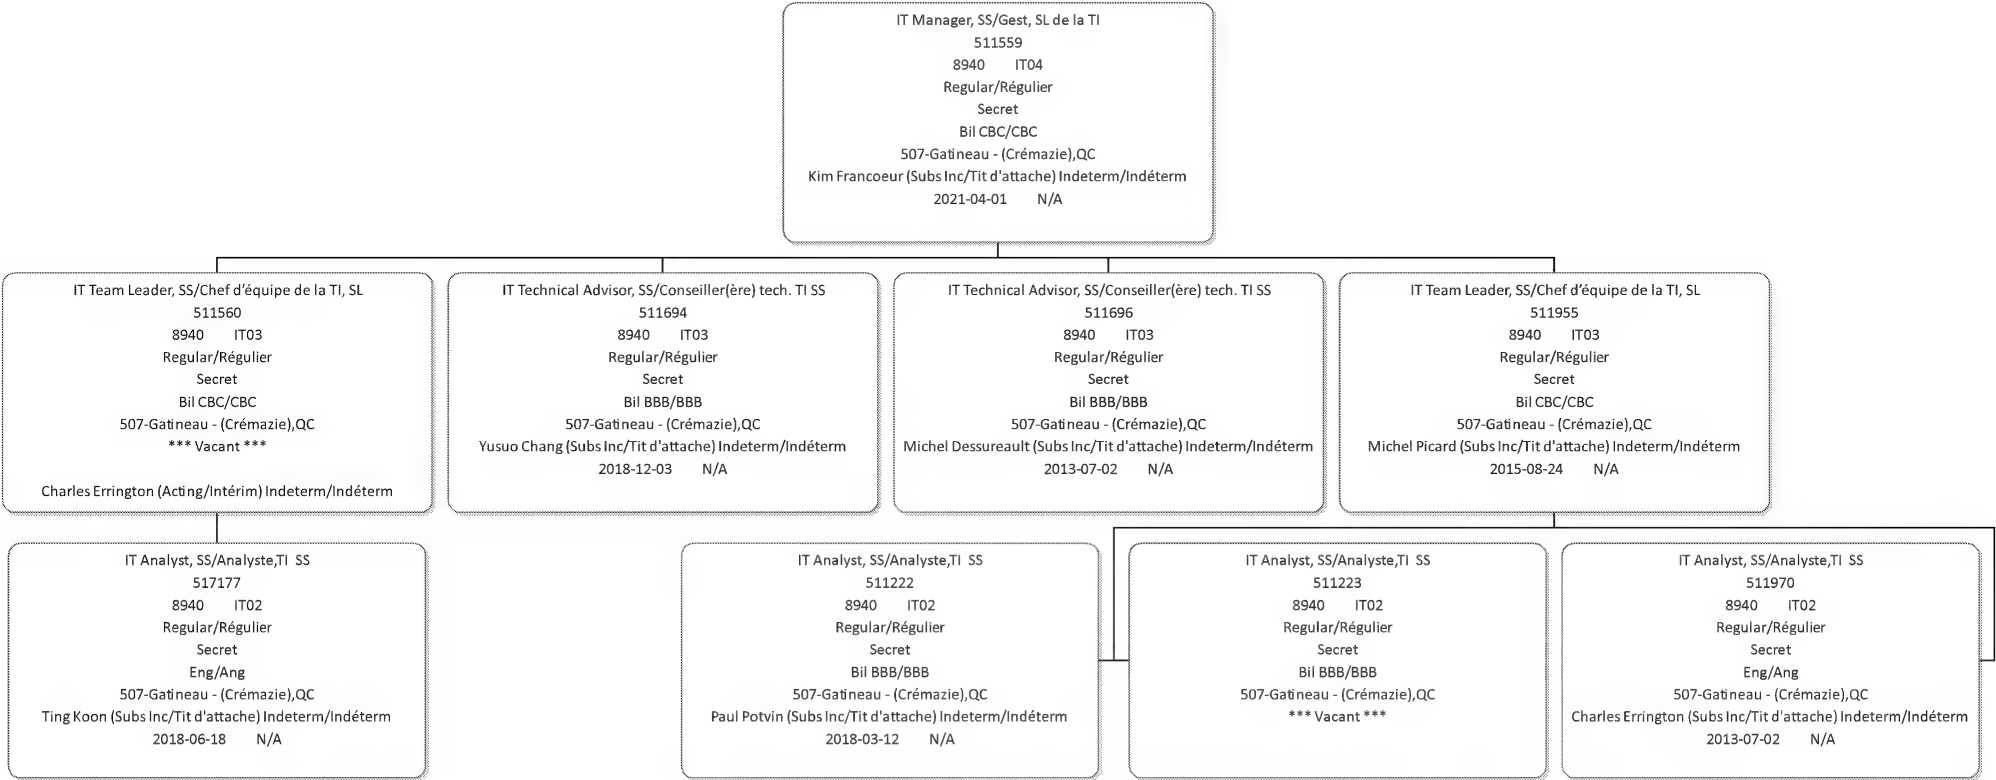 IT Manager, SS/Gest, SL de la TI
511559
8940 IT04
Regular/Régulier
Secret
Bil CBC/CBC
507-Gatineau - (Crémazie),QC
Kim Francoeur (Subs Inc/Tit d'attache) Indeterm/Indéterm
2021-04-01 N/A
IT Team Leader, SS/Chef d'équipe de la TI, SL
511560
8940 IT03
Regular/Régulier
Secret
Bil CBC/CBC
507-Gatineau - (Crémazie),QC
*** Vacant ***
Charles Errington (Acting/Intérim) Indeterm/Indéterm
IT Technical Advisor, SS/Conseiller(ère) tech. TI SS
511694
8940 IT03
Regular/Régulier
Secret
Bil BBB/BBB
507-Gatineau - (Crémazie),QC
Yusuo Chang (Subs Inc/Tit d'attache) Indeterm/Indéterm
2018-12-03 N/A
IT Technical Advisor, SS/Conseiller(ère) tech. TI SS
511696
8940 IT03
Regular/Régulier
Secret
Bil BBB/BBB
507-Gatineau - (Crémazie),QC
Michel Dessureault (Subs Inc/Tit d'attache) Indeterm/Indéterm
2013-07-02 N/A
IT Team Leader, SS/Chef d'équipe de la TI, SL
511955
8940 IT03
Regular/Régulier
Secret
Bil CBC/CBC
507-Gatineau - (Crémazie),QC
Michel Picard (Subs Inc/Tit d'attache) Indeterm/Indéterm
2015-08-24 N/A
IT Analyst, SS/Analyste,TI SS
517177
8940 IT02
Regular/Régulier
Secret
Eng/Ang
507-Gatineau - (Crémazie),QC
Ting Koon (Subs Inc/Tit d'attache) Indeterm/Indéterm
2018-06-18 N/A
IT Analyst, SS/Analyste,TI SS
511222
8940 IT02
Regular/Régulier
Secret
Bil BBB/BBB
507-Gatineau - (Crémazie),QC
Paul Potvin (Subs Inc/Tit d'attache) Indeterm/Indéterm
2018-03-12 N/A
IT Analyst, SS/Analyste,TI SS
511223
8940 IT02
Regular/Régulier
Secret
Bil BBB/BBB
507-Gatineau - (Crémazie),QC
*** Vacant ***
IT Analyst, SS/Analyste,TI SS
511970
8940 IT02
Regular/Régulier
Secret
Eng/Ang
507-Gatineau - (Crémazie),QC
Charles Errington (Subs Inc/Tit d'attache) Indeterm/Indéterm
2013-07-02 N/A